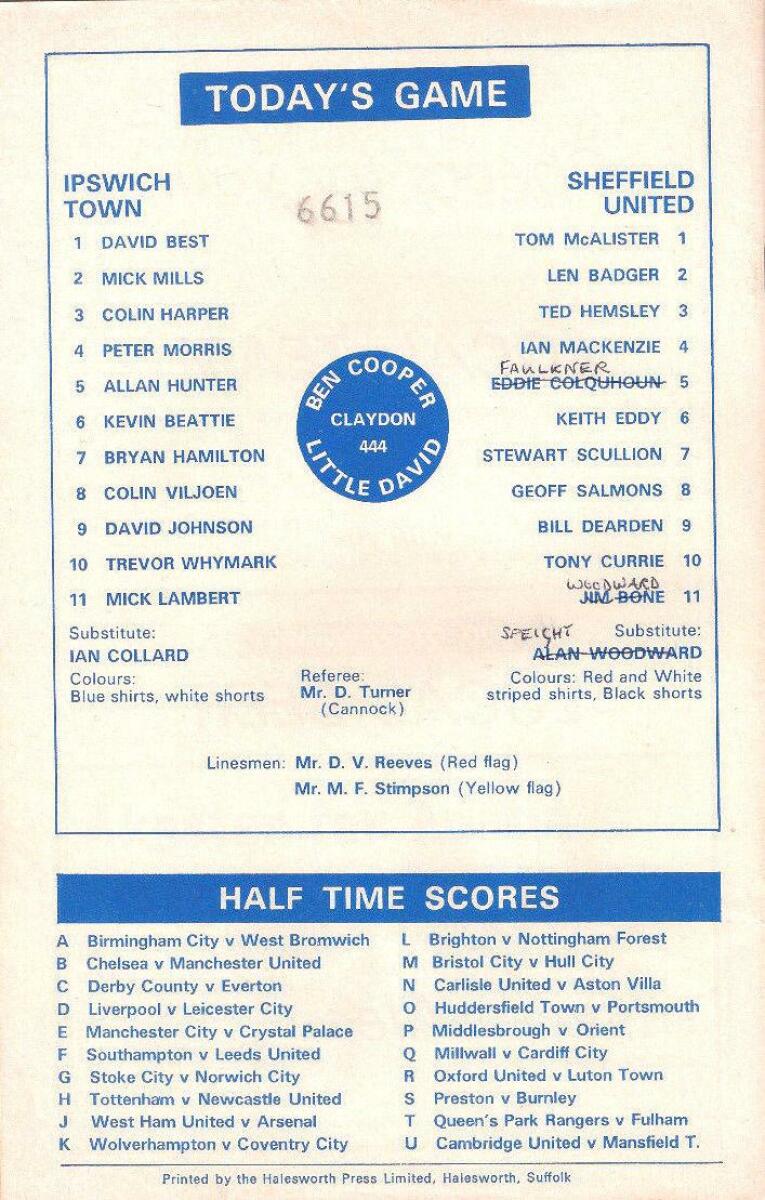 TODAY'S GAME
IPSWICH
TOWN
6615
SHEFFIELD
UNITED
1 DAVID BEST
2 MICK MILLS
3 COLIN HARPER
4 PETER MORRIS
5 ALLAN HUNTER
6 KEVIN BEATTIE
7 BRYAN HAMILTON
8 COLIN VILJOEN
9 DAVID JOHNSON
10 TREVOR WHYMARK
11 MICK LAMBERT
Substitute:
IAN COLLARD
Colours:
Blue shirts, white shorts
BEN COOPER
CLAYDON
444
LITTLE DAVID
TOM McALISTER 1
LEN BADGER 2
TED HEMSLEY 3
IAN MACKENZIE 4
FAULKNER
EDDIE COLQUHOUN 5
KEITH EDDY 6
STEWART SCULLION 7
GEOFF SALMONS 8
BILL DEARDEN 9
TONY CURRIE 10
WOODWARD
JIM BONE 11
SPEIGHT Substitute:
ALAN WOODWARD
Colours: Red and White
striped shirts, Black shorts
Referee:
Mr. D. Turner
(Cannock)
Linesmen: Mr. D. V. Reeves (Red flag)
Mr. M. F. Stimpson (Yellow flag)
HALF TIME SCORES
A Birmingham City v West Bromwich
B Chelsea v Manchester United
C Derby County v Everton
D Liverpool v Leicester City
E Manchester City v Crystal Palace
F Southampton v Leeds United
G Stoke City v Norwich City
H Tottenham v Newcastle United
J West Ham United v Arsenal
K Wolverhampton v Coventry City
L Brighton v Nottingham Forest
M Bristol City v Hull City
N Carlisle United v Aston Villa
O Huddersfield Town v Portsmouth
P Middlesbrough v Orient
Q Millwall v Cardiff City
R Oxford United v Luton Town
S Preston v Burnley
T Queen's Park Rangers v Fulham
U Cambridge United v Mansfield T.
Printed by the Halesworth Press Limited, Halesworth, Suffolk